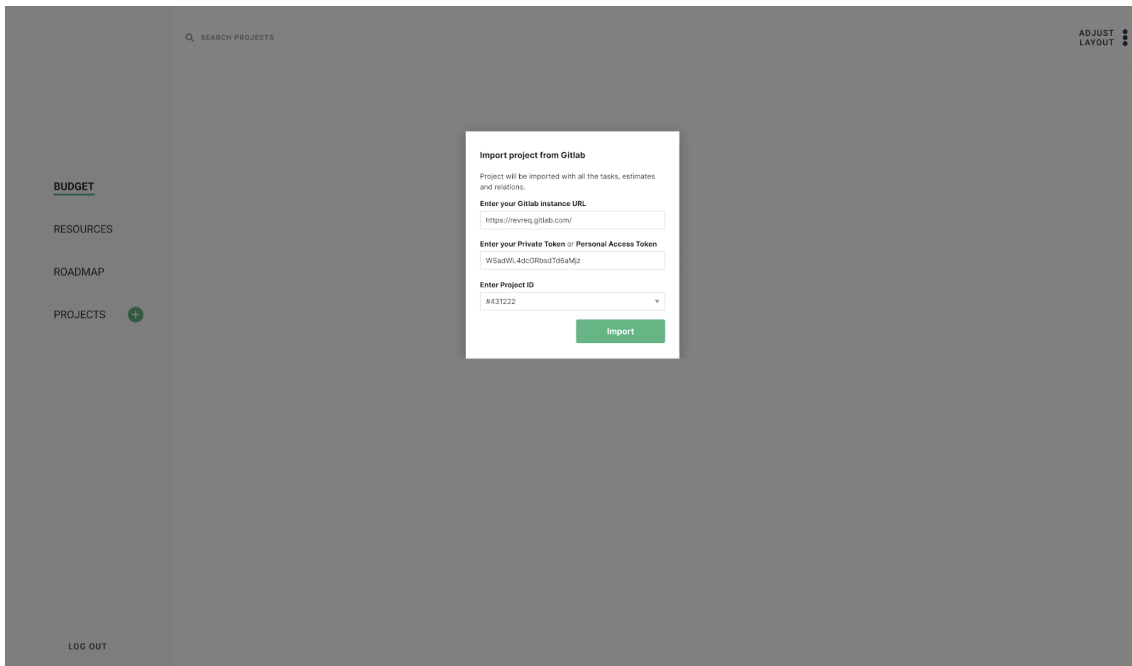 SEARCH PROJECTS
ADJUST
LAYOUT
BUDGET
RESOURCES
ROADMAP
PROJECTS
Import project from Gitlab
Project will be imported with all the tasks, estimates
and relations.
Enter your Gitlab instance URL
https://revreq.gitlab.com/
Enter your Private Token or Personal Access Token
WSadWL4dcGRbsdTd6aMjz
Enter Project ID
#431222
Import
LOG OUT